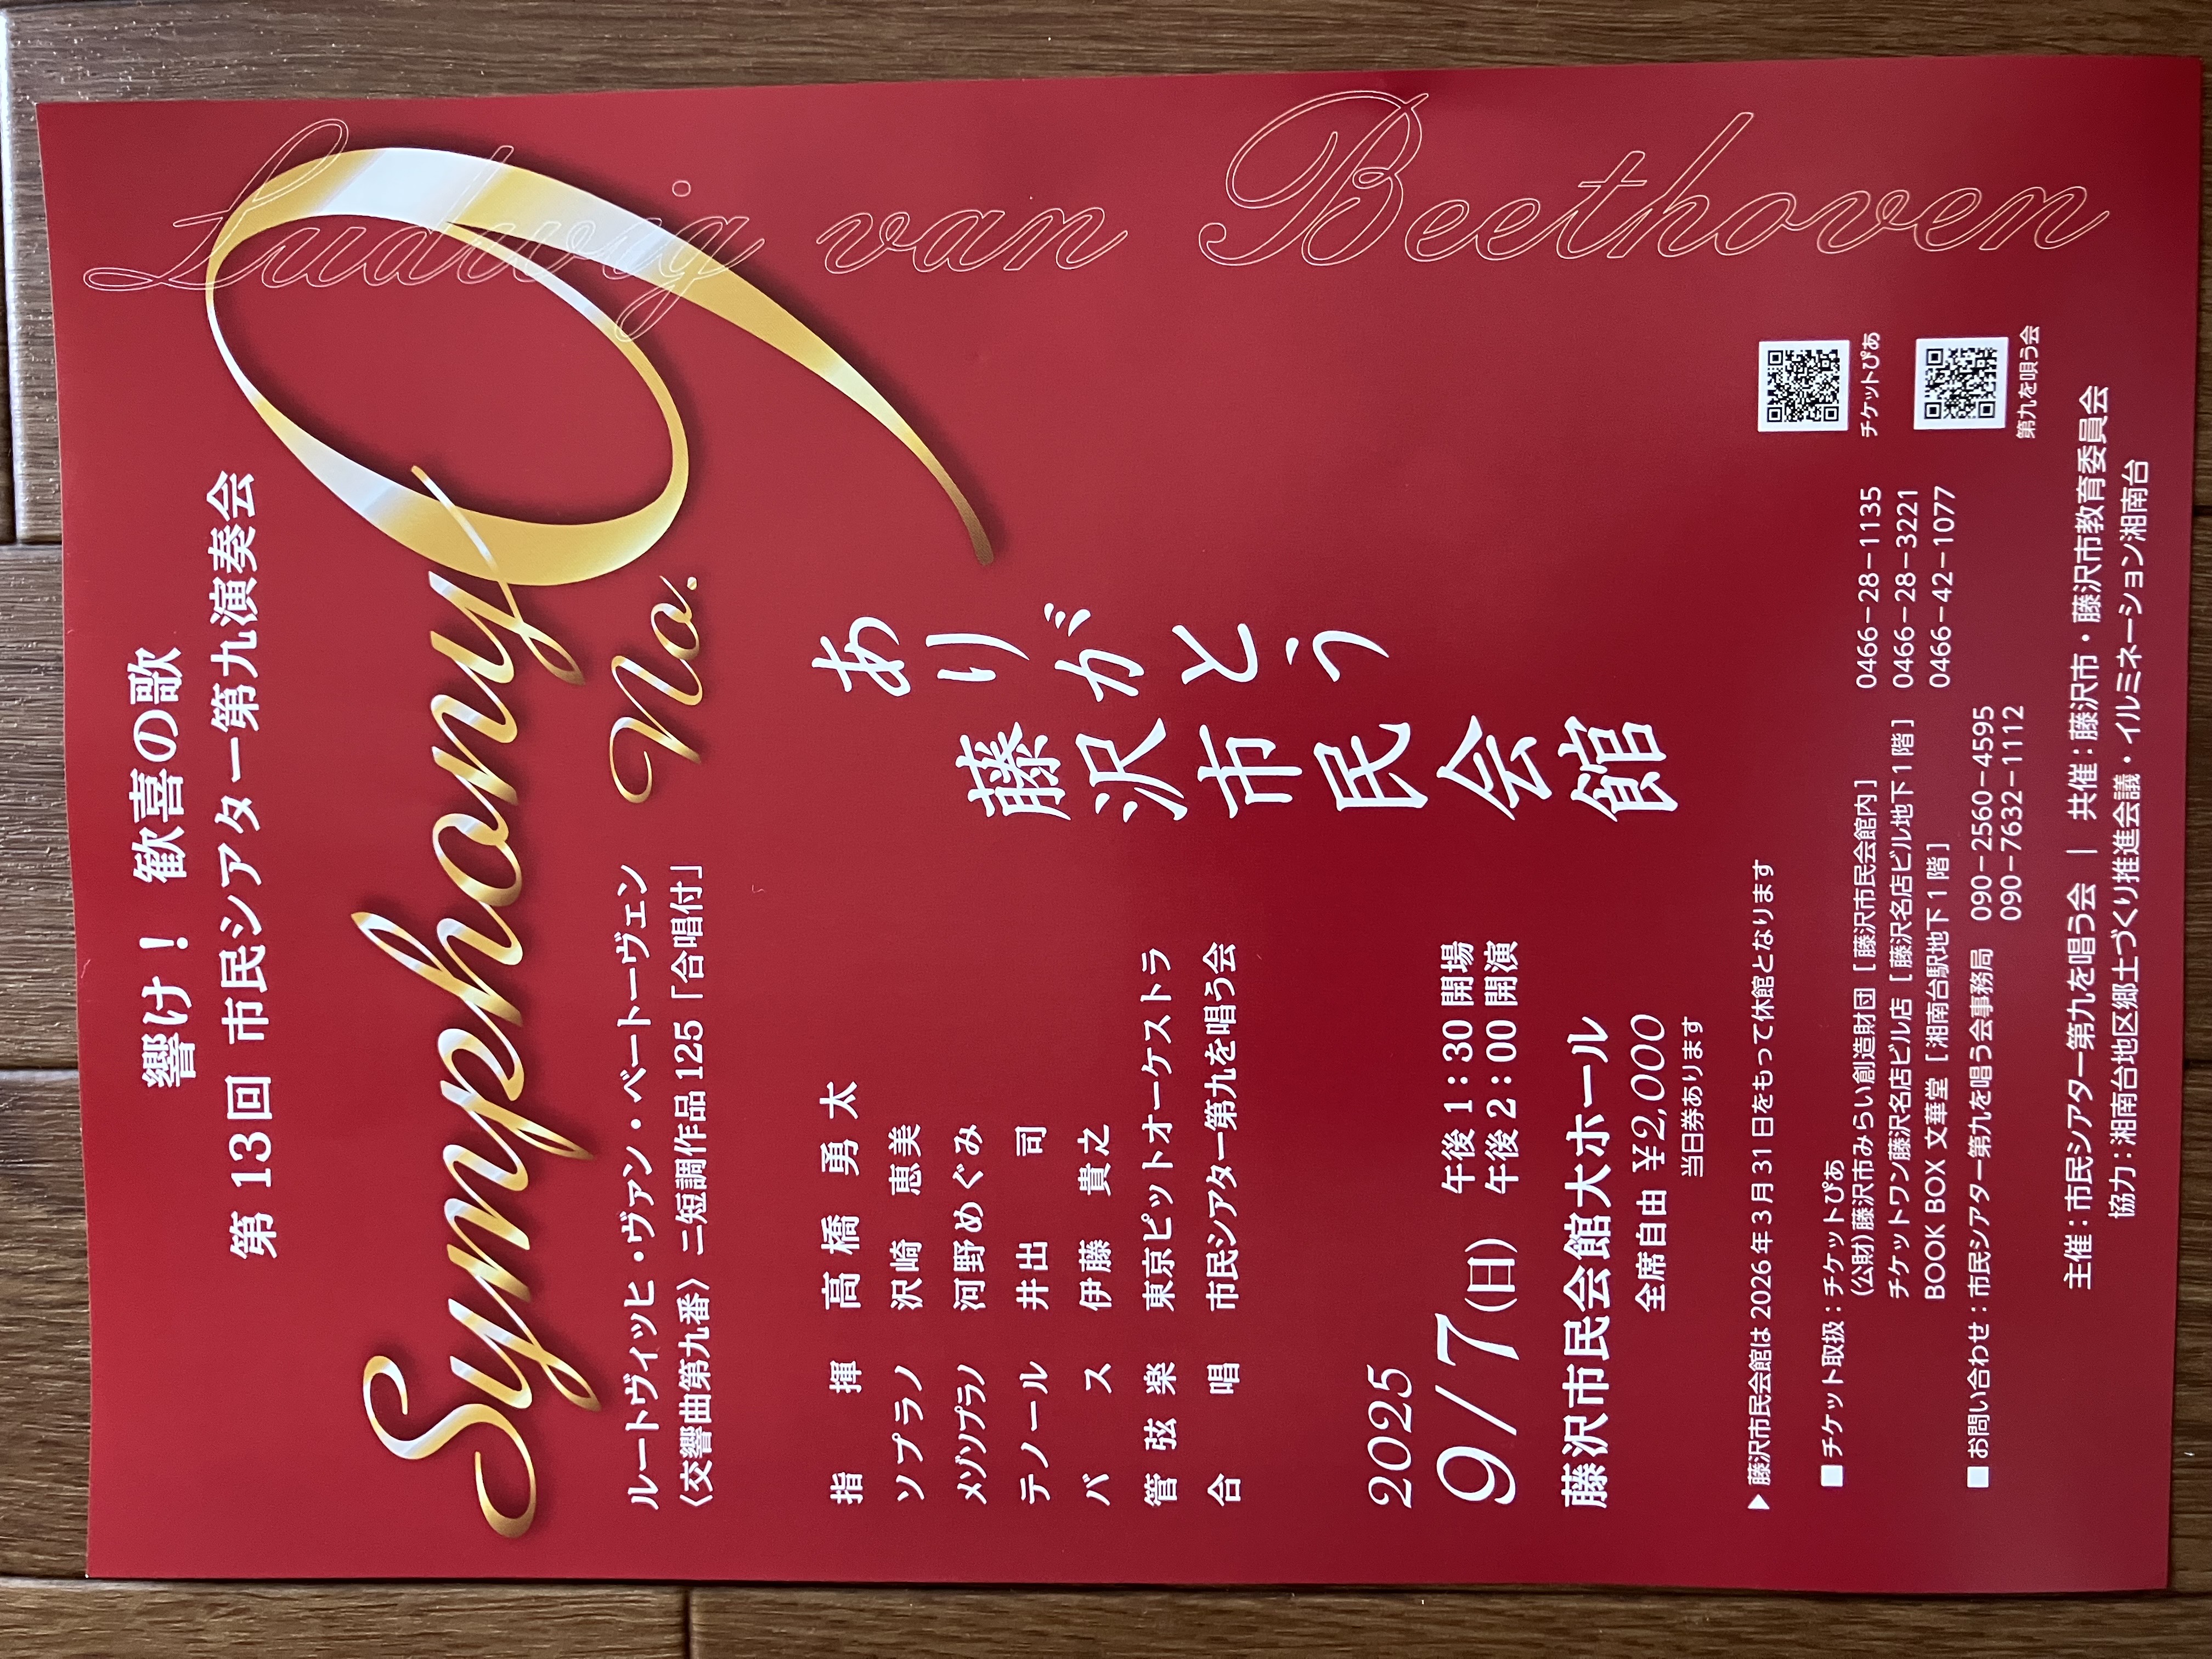 響け！ 歓喜の歌
第13回 市民シアター第九演奏会
Ludwig van Beethoven
Symphony
No. 9
ルートヴィッヒ・ヴァン・ベートーヴェン
〈交響曲第九番〉ニ短調作品125「合唱付」
ありがとう
藤沢市民会館
指揮 高橋勇太
ソプラノ 沢崎恵美
メゾソプラノ 河野めぐみ
テノール 井出司
バス 伊藤貴之
管弦楽 東京ピットオーケストラ
合唱 市民シアター第九を唱う会
2025
9/7(日) 午後1:30開場
午後2:00開演
藤沢市民会館大ホール
全席自由 ¥2,000
当日券あります
▶藤沢市民会館は2026年3月31日をもって休館となります
■チケット取扱：チケットぴあ
(公財)藤沢市みらい創造財団［藤沢市民会館内］ 0466-28-1135
チケットワン藤沢名店ビル店［藤沢名店ビル地下1階］ 0466-28-3221
BOOK BOX 文華堂［湘南台駅地下1階］ 0466-42-1077
■お問い合わせ：市民シアター第九を唱う会事務局 090-2560-4595
090-7632-1112
チケットぴあ
第九を唄う会
主催：市民シアター第九を唱う会 ｜ 共催：藤沢市・藤沢市教育委員会
協力：湘南台地区郷土づくり推進会議・イルミネーション湘南台